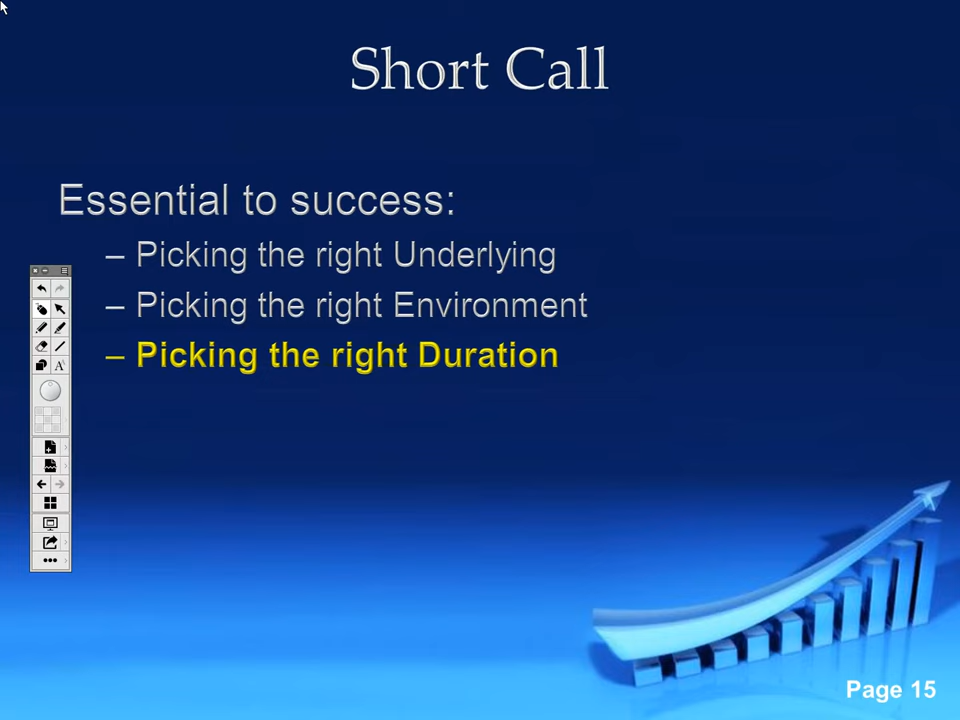 Short Call
Essential to success:
– Picking the right Underlying
– Picking the right Environment
– Picking the right Duration
Page 15